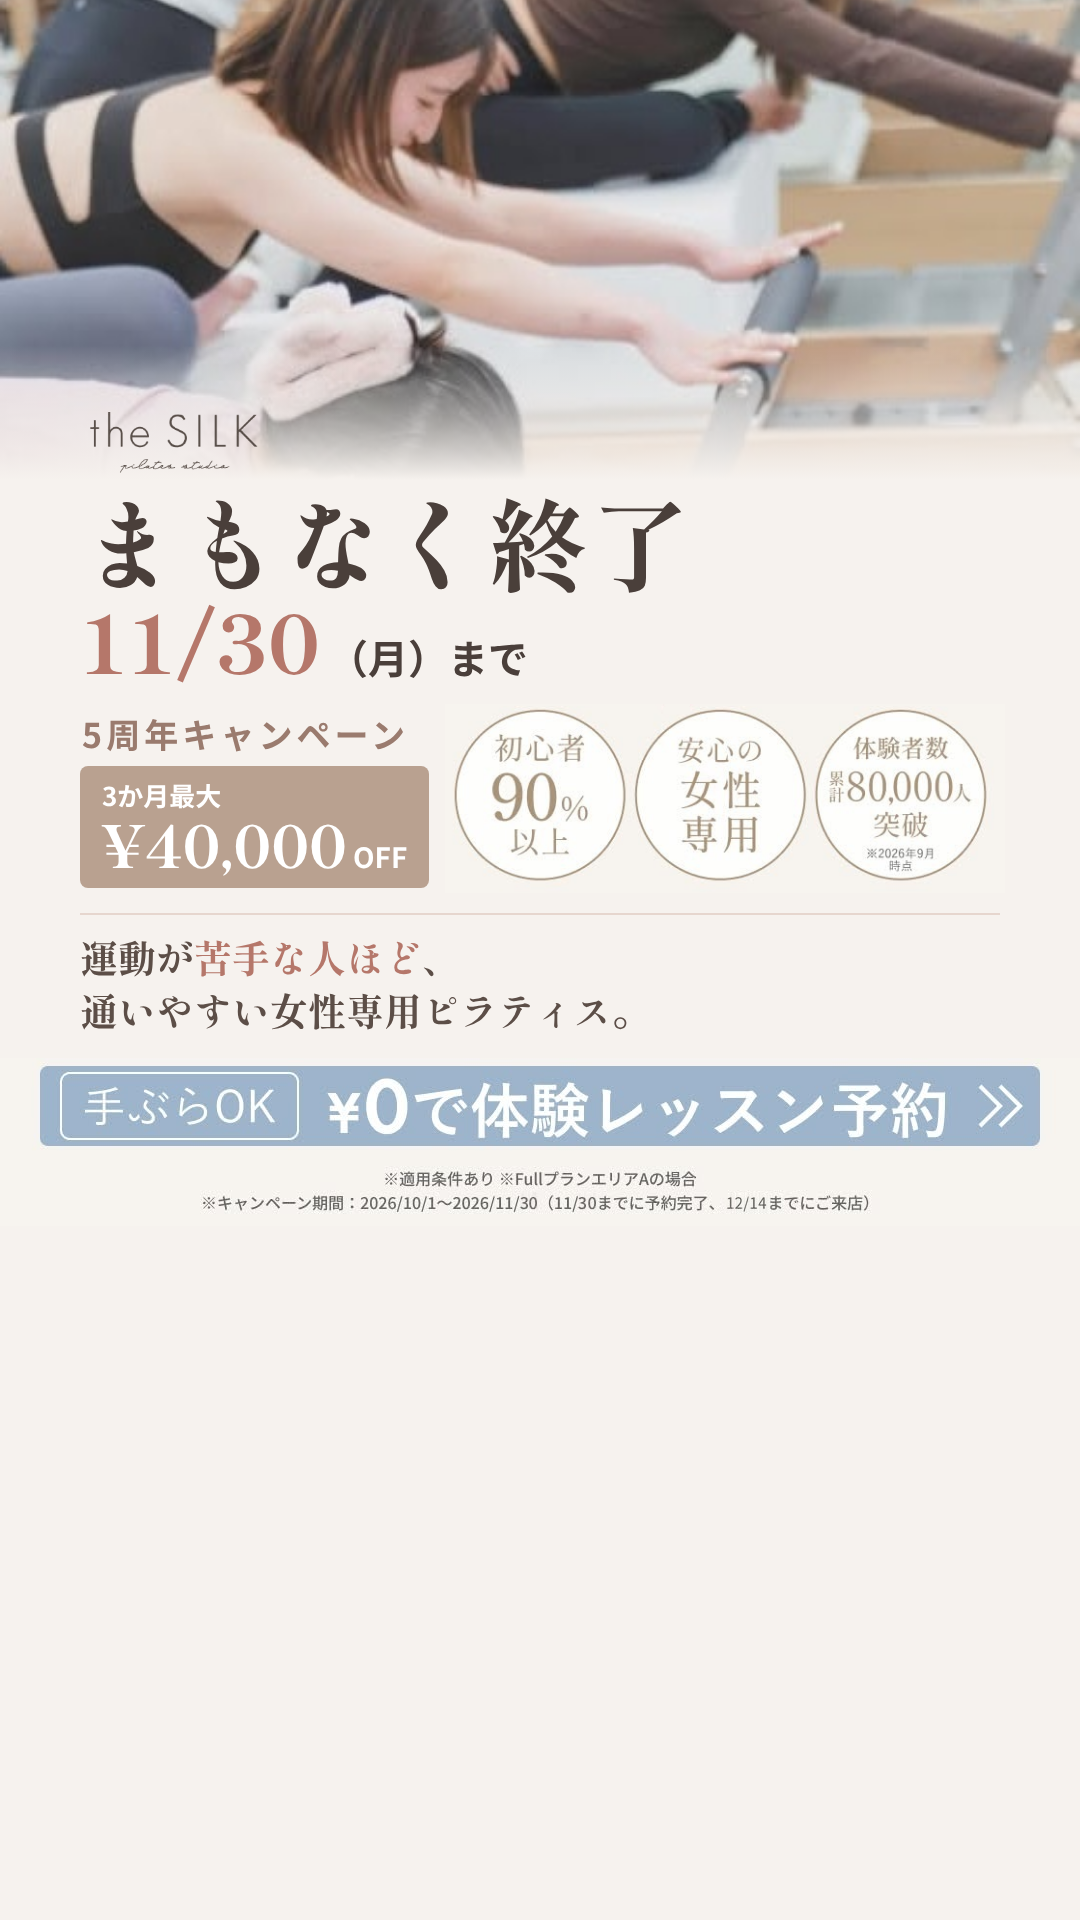 the SILK
pilates studio
まもなく終了
11/30（月）まで
5周年キャンペーン
3か月最大
¥40,000 OFF
初心者
90%
以上
安心の
女性
専用
体験者数
累計80,000人
突破
※2026年9月
時点
運動が苦手な人ほど、
通いやすい女性専用ピラティス。
手ぶらOK ¥0で体験レッスン予約
※適用条件あり ※FullプランエリアAの場合
※キャンペーン期間：2026/10/1〜2026/11/30（11/30までに予約完了、12/14までにご来店）